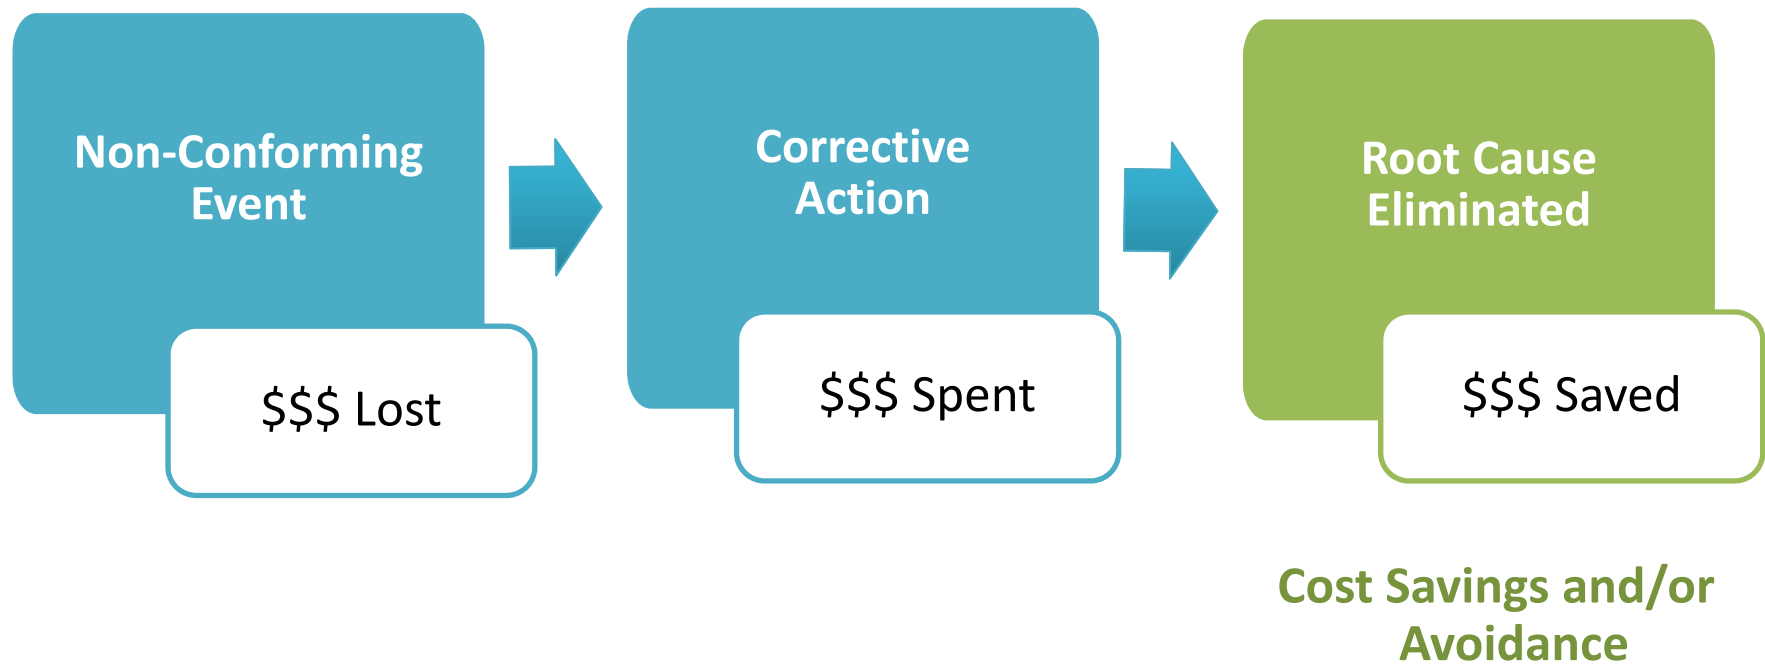 Non-Conforming
Event
$$$ Lost
Corrective
Action
$$$ Spent
Root Cause
Eliminated
$$$ Saved
Cost Savings and/or
Avoidance